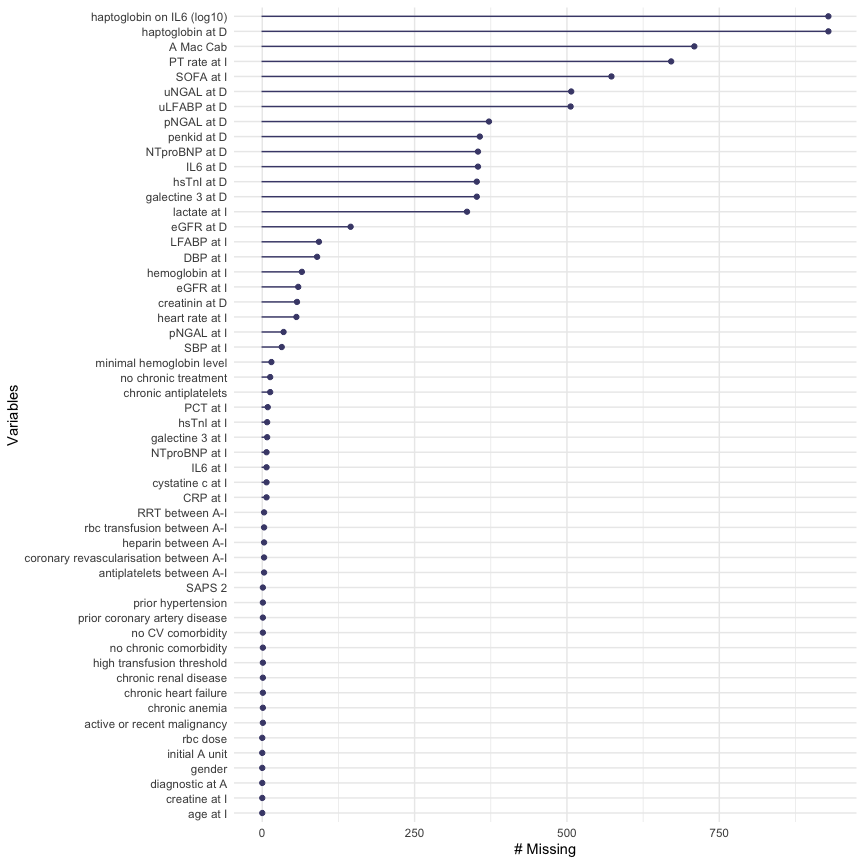 haptoglobin on IL6 (log10)
haptoglobin at D
A Mac Cab
PT rate at I
SOFA at I
uNGAL at D
uLFABP at D
pNGAL at D
penkid at D
NTproBNP at D
IL6 at D
hsTnI at D
galectine 3 at D
lactate at I
eGFR at D
LFABP at I
DBP at I
hemoglobin at I
eGFR at I
creatinin at D
heart rate at I
pNGAL at I
SBP at I
minimal hemoglobin level
no chronic treatment
chronic antiplatelets
PCT at I
hsTnI at I
galectine 3 at I
NTproBNP at I
IL6 at I
cystatine c at I
CRP at I
RRT between A-I
rbc transfusion between A-I
heparin between A-I
coronary revascularisation between A-I
antiplatelets between A-I
SAPS 2
prior hypertension
prior coronary artery disease
no CV comorbidity
no chronic comorbidity
high transfusion threshold
chronic renal disease
chronic heart failure
chronic anemia
active or recent malignancy
rbc dose
initial A unit
gender
diagnostic at A
creatine at I
age at I
Variables
0 250 500 750
# Missing